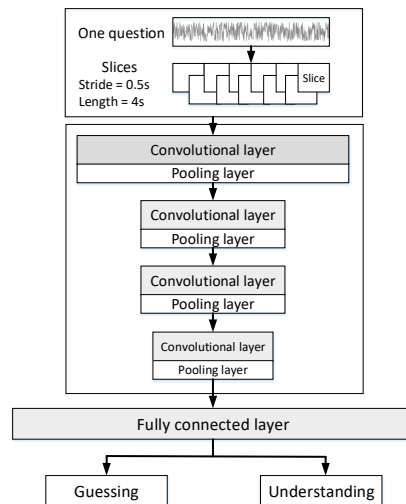 One question
Slices
Stride = 0.5s
Length = 4s
Slice
Convolutional layer
Pooling layer
Convolutional layer
Pooling layer
Convolutional layer
Pooling layer
Convolutional layer
Pooling layer
Fully connected layer
Guessing
Understanding